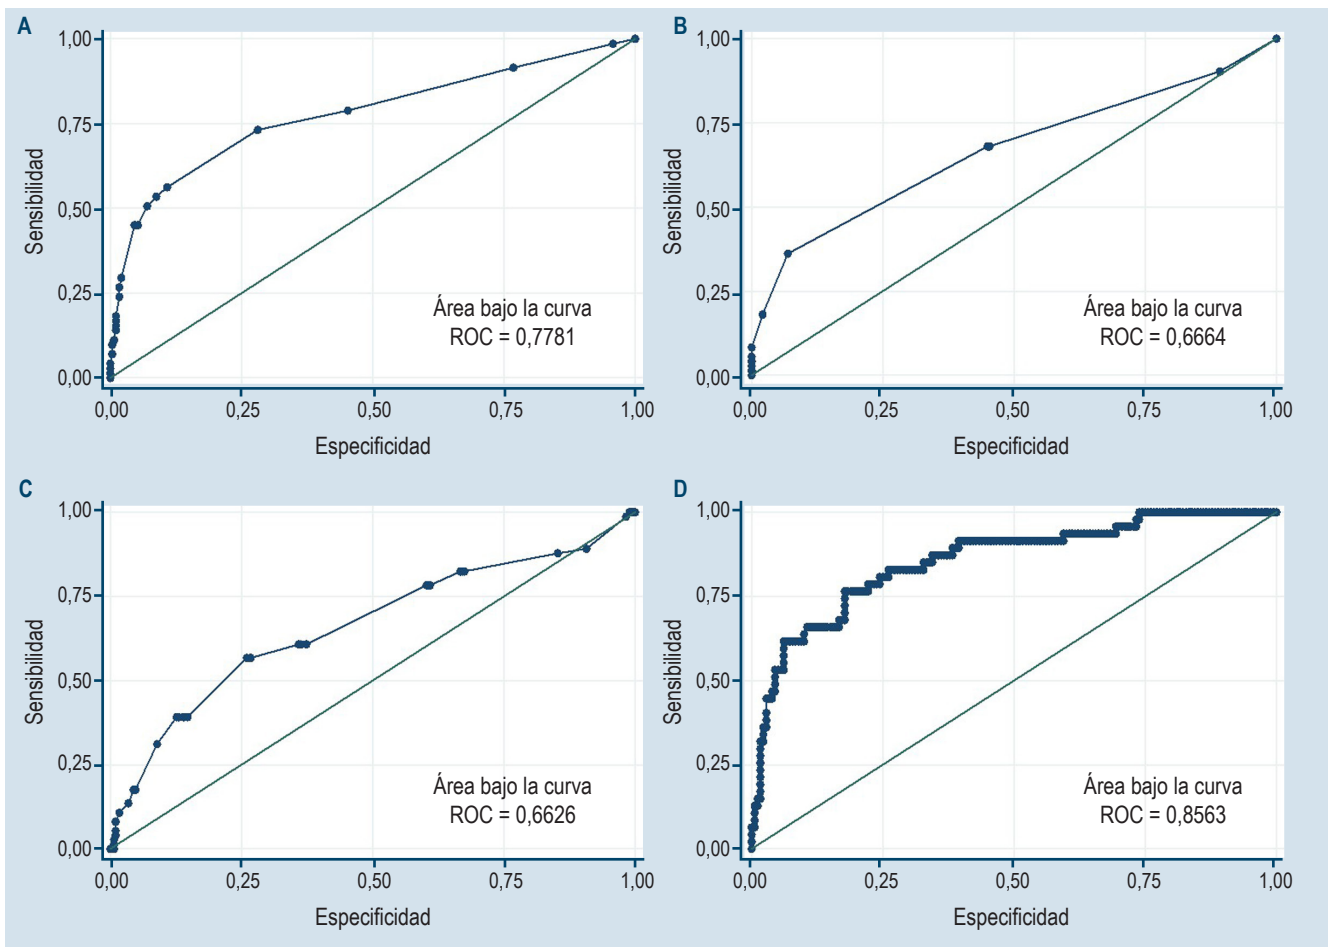 A
1,00
0,75
0,50
0,25
0,00
Sensibilidad
Área bajo la curva
ROC = 0,7781
0,00 0,25 0,50 0,75 1,00
Especificidad
B
1,00
0,75
0,50
0,25
0,00
Sensibilidad
Área bajo la curva
ROC = 0,6664
0,00 0,25 0,50 0,75 1,00
Especificidad
C
1,00
0,75
0,50
0,25
0,00
Sensibilidad
Área bajo la curva
ROC = 0,6626
0,00 0,25 0,50 0,75 1,00
Especificidad
D
1,00
0,75
0,50
0,25
0,00
Sensibilidad
Área bajo la curva
ROC = 0,8563
0,00 0,25 0,50 0,75 1,00
Especificidad